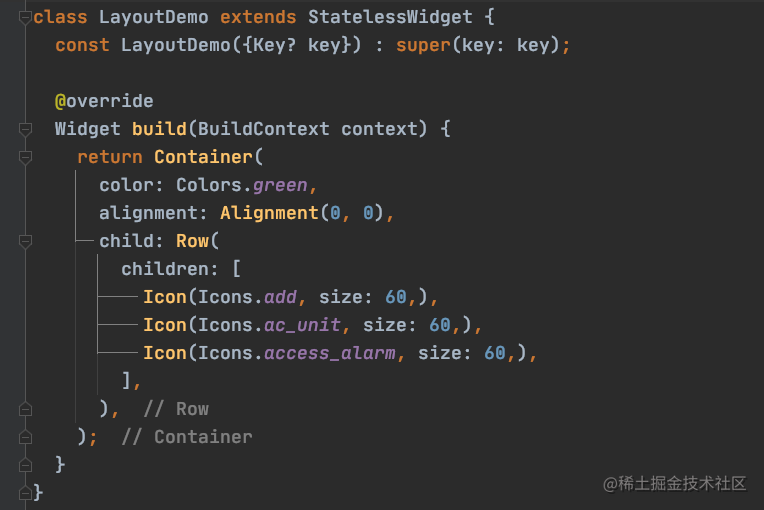 class LayoutDemo extends StatelessWidget {
  const LayoutDemo({Key? key}) : super(key: key);

  @override
  Widget build(BuildContext context) {
    return Container(
      color: Colors.green,
      alignment: Alignment(0, 0),
      child: Row(
        children: [
          Icon(Icons.add, size: 60,),
          Icon(Icons.ac_unit, size: 60,),
          Icon(Icons.access_alarm, size: 60,),
        ],
      ),  // Row
    );  // Container
  }
}
@稀土掘金技术社区